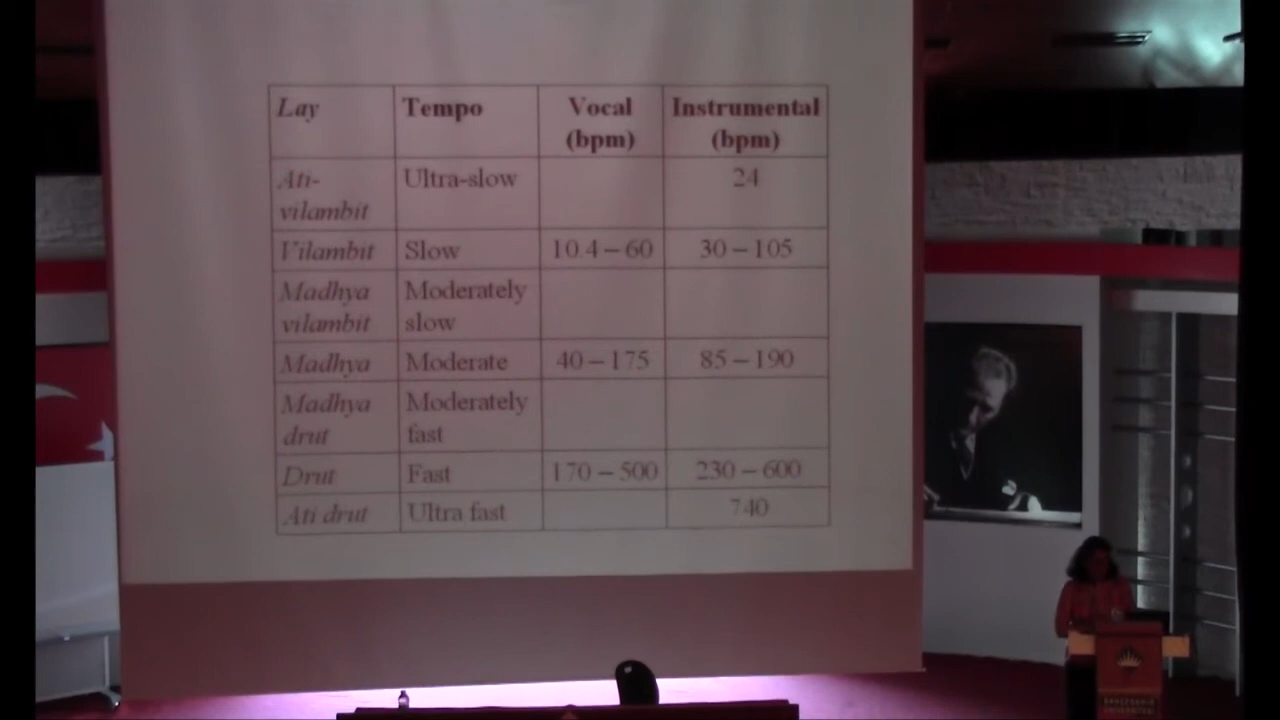 Lay Tempo Vocal Instrumental
(bpm) (bpm)
Ati- Ultra-slow 24
vilambit
Vilambit Slow 10.4 – 60 30 – 105
Madhya Moderately
vilambit slow
Madhya Moderate 40 – 175 85 – 190
Madhya Moderately
drut fast
Drut Fast 170 – 500 230 – 600
Ati drut Ultra fast 740